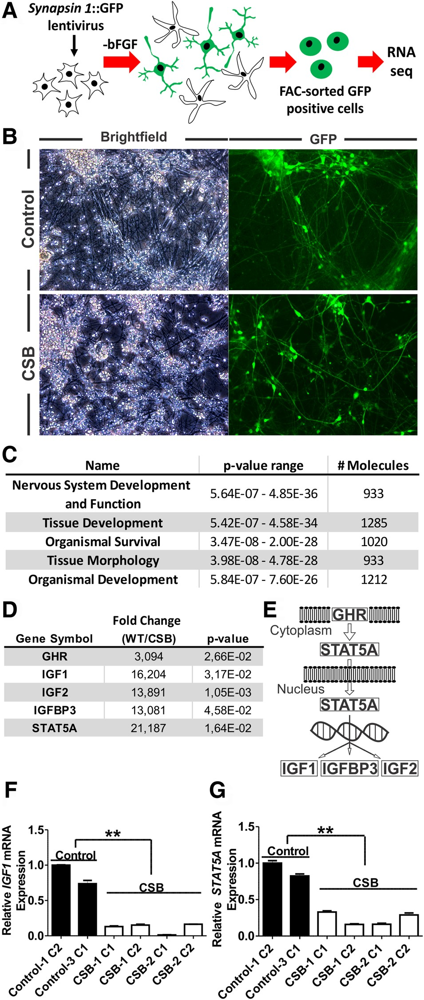 A
Synapsin 1::GFP
lentivirus
-bFGF
RNA
seq
FAC-sorted GFP
positive cells
B
Brightfield
GFP
Control
CSB
C
Name p-value range # Molecules
Nervous System Development
and Function
5.64E-07 - 4.85E-36 933
Tissue Development 5.42E-07 - 4.58E-34 1285
Organismal Survival 3.47E-08 - 2.00E-28 1020
Tissue Morphology 3.98E-08 - 4.78E-28 933
Organismal Development 5.84E-07 - 7.60E-26 1212
D
Fold Change
Gene Symbol (WT/CSB) p-value
GHR 3,094 2,66E-02
IGF1 16,204 3,17E-02
IGF2 13,891 1,05E-03
IGFBP3 13,081 4,58E-02
STAT5A 21,187 1,64E-02
E
GHR
Cytoplasm
STAT5A
Nucleus
STAT5A
IGF1 IGFBP3 IGF2
F
Relative IGF1 mRNA
Expression
1.5
1.0
0.5
0.0
**
Control
CSB
Control-1 C2
Control-3 C1
CSB-1 C1
CSB-1 C2
CSB-2 C1
CSB-2 C2
G
Relative STAT5A mRNA
Expression
1.5
1.0
0.5
0.0
**
Control
CSB
Control-1 C2
Control-3 C1
CSB-1 C1
CSB-1 C2
CSB-2 C1
CSB-2 C2